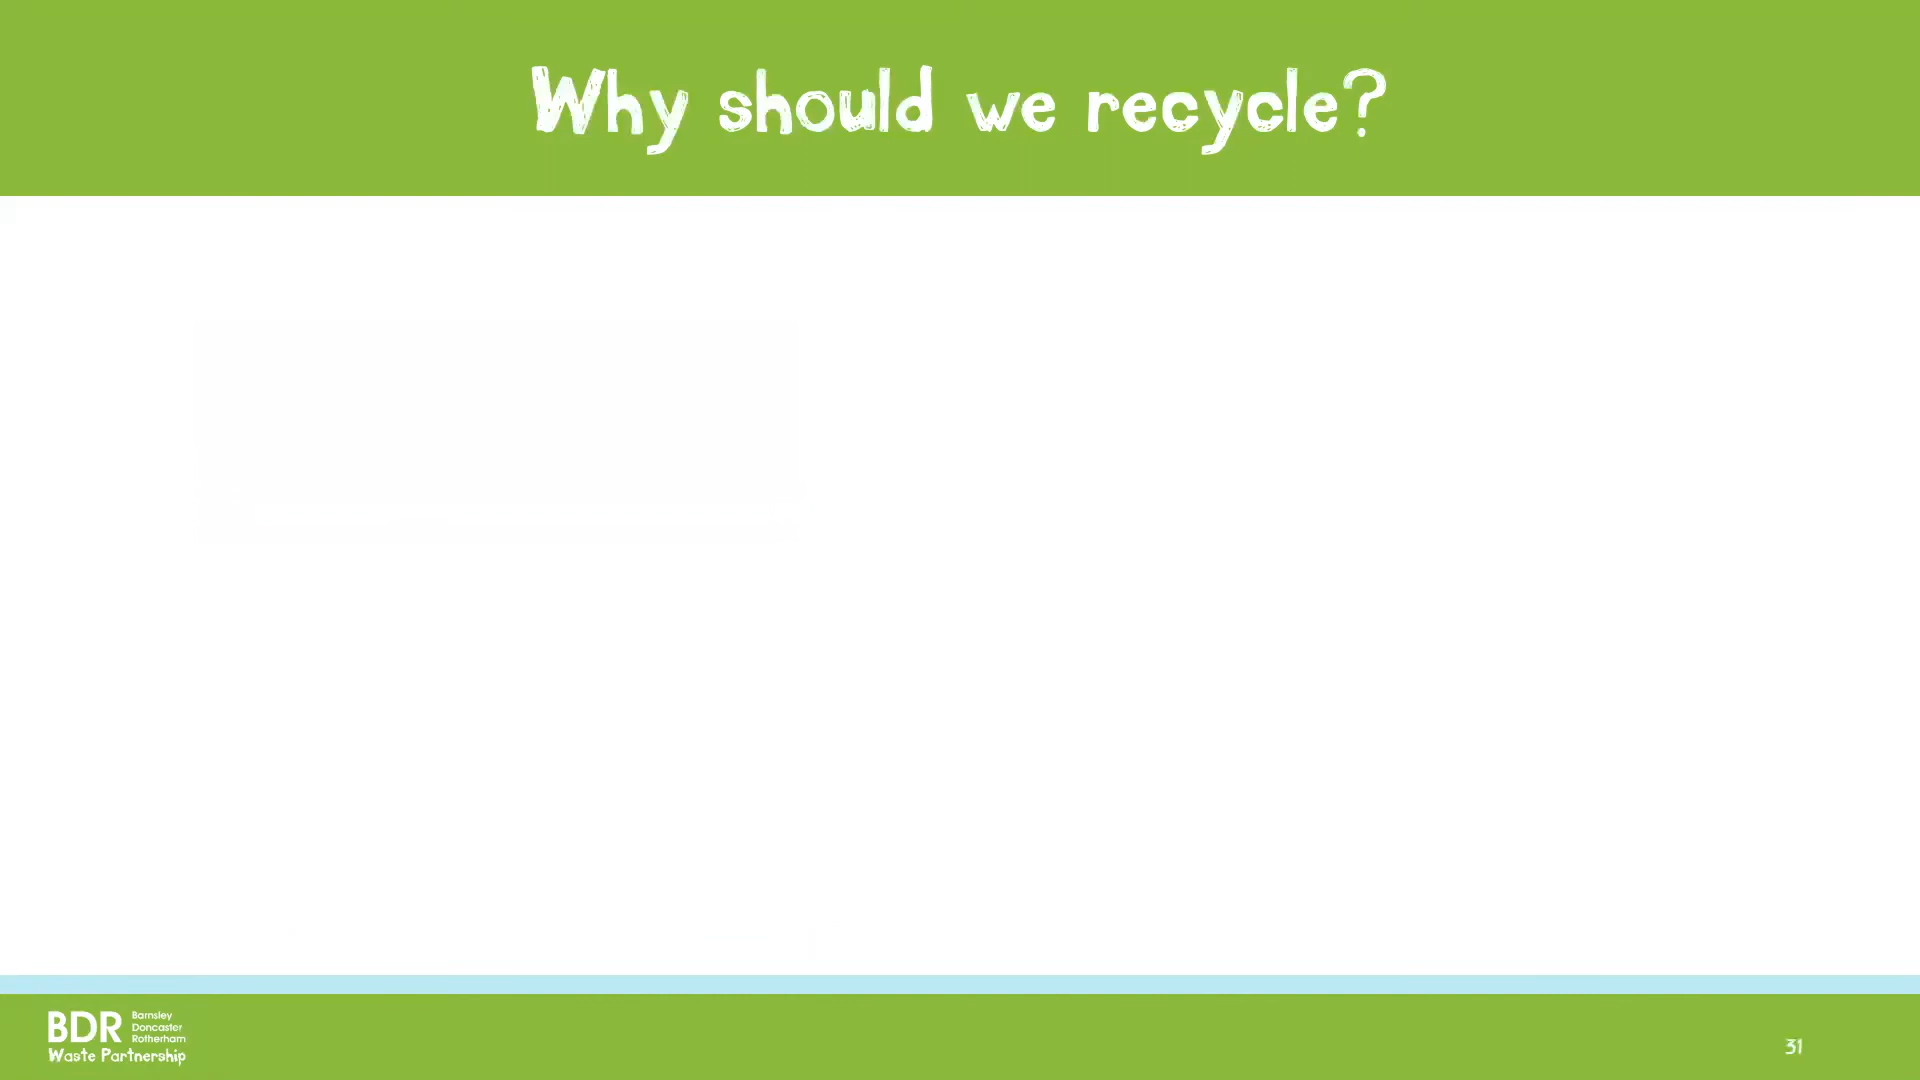 Why should we recycle?
BDR
Barnsley
Doncaster
Rotherham
Waste Partnership
31